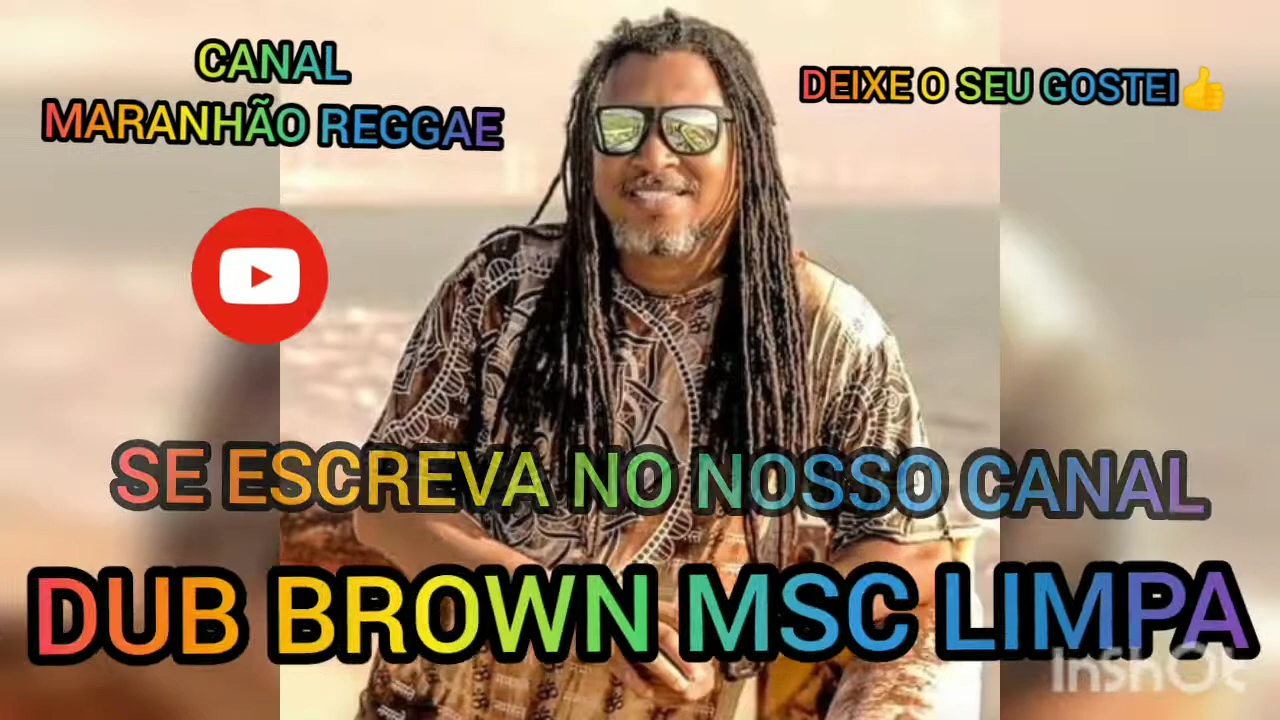 CANAL
MARANHÃO REGGAE
DEIXE O SEU GOSTEI👍
SE ESCREVA NO NOSSO CANAL
DUB BROWN MSC LIMPA
InShOt